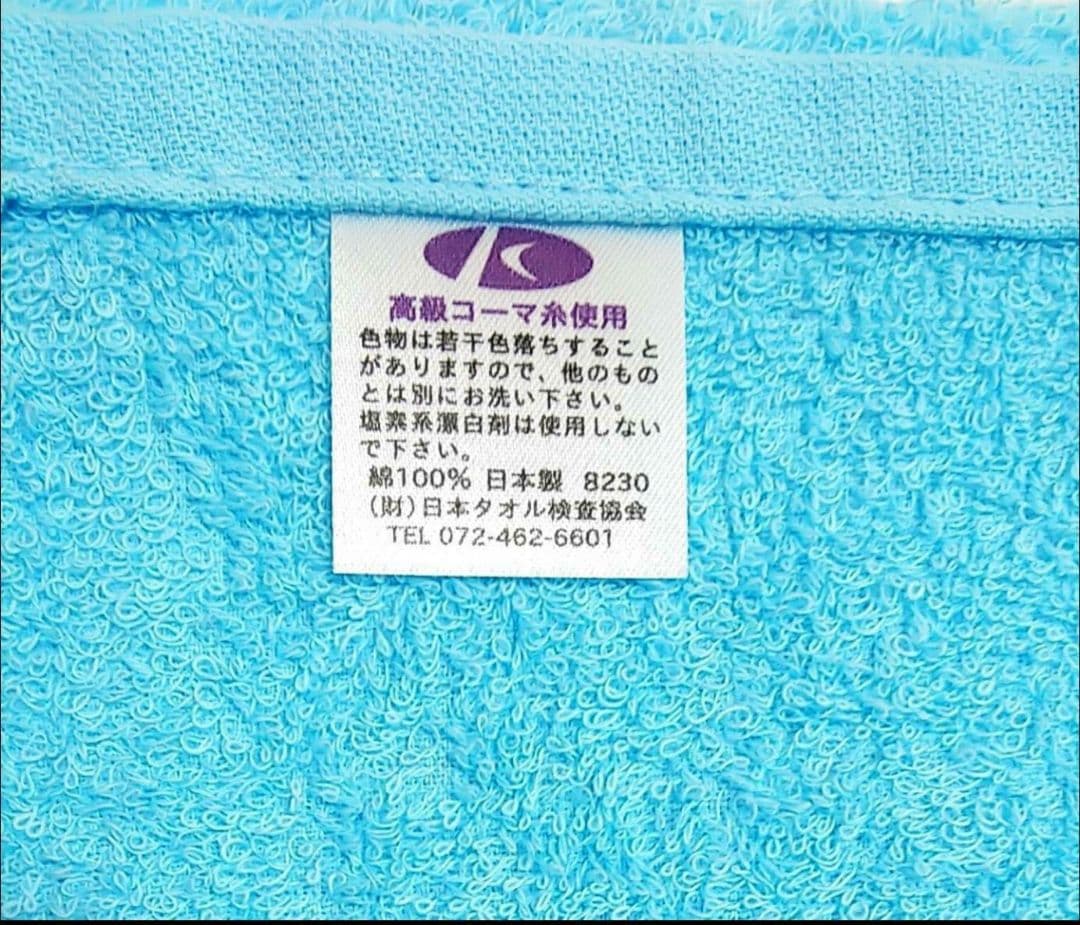 高級コーマ糸使用
色物は若干色落ちすること
がありますので、他のもの
とは別にお洗い下さい。
塩素系漂白剤は使用しない
で下さい。
綿100% 日本製 8230
(財)日本タオル検査協会
TEL 072-462-6601